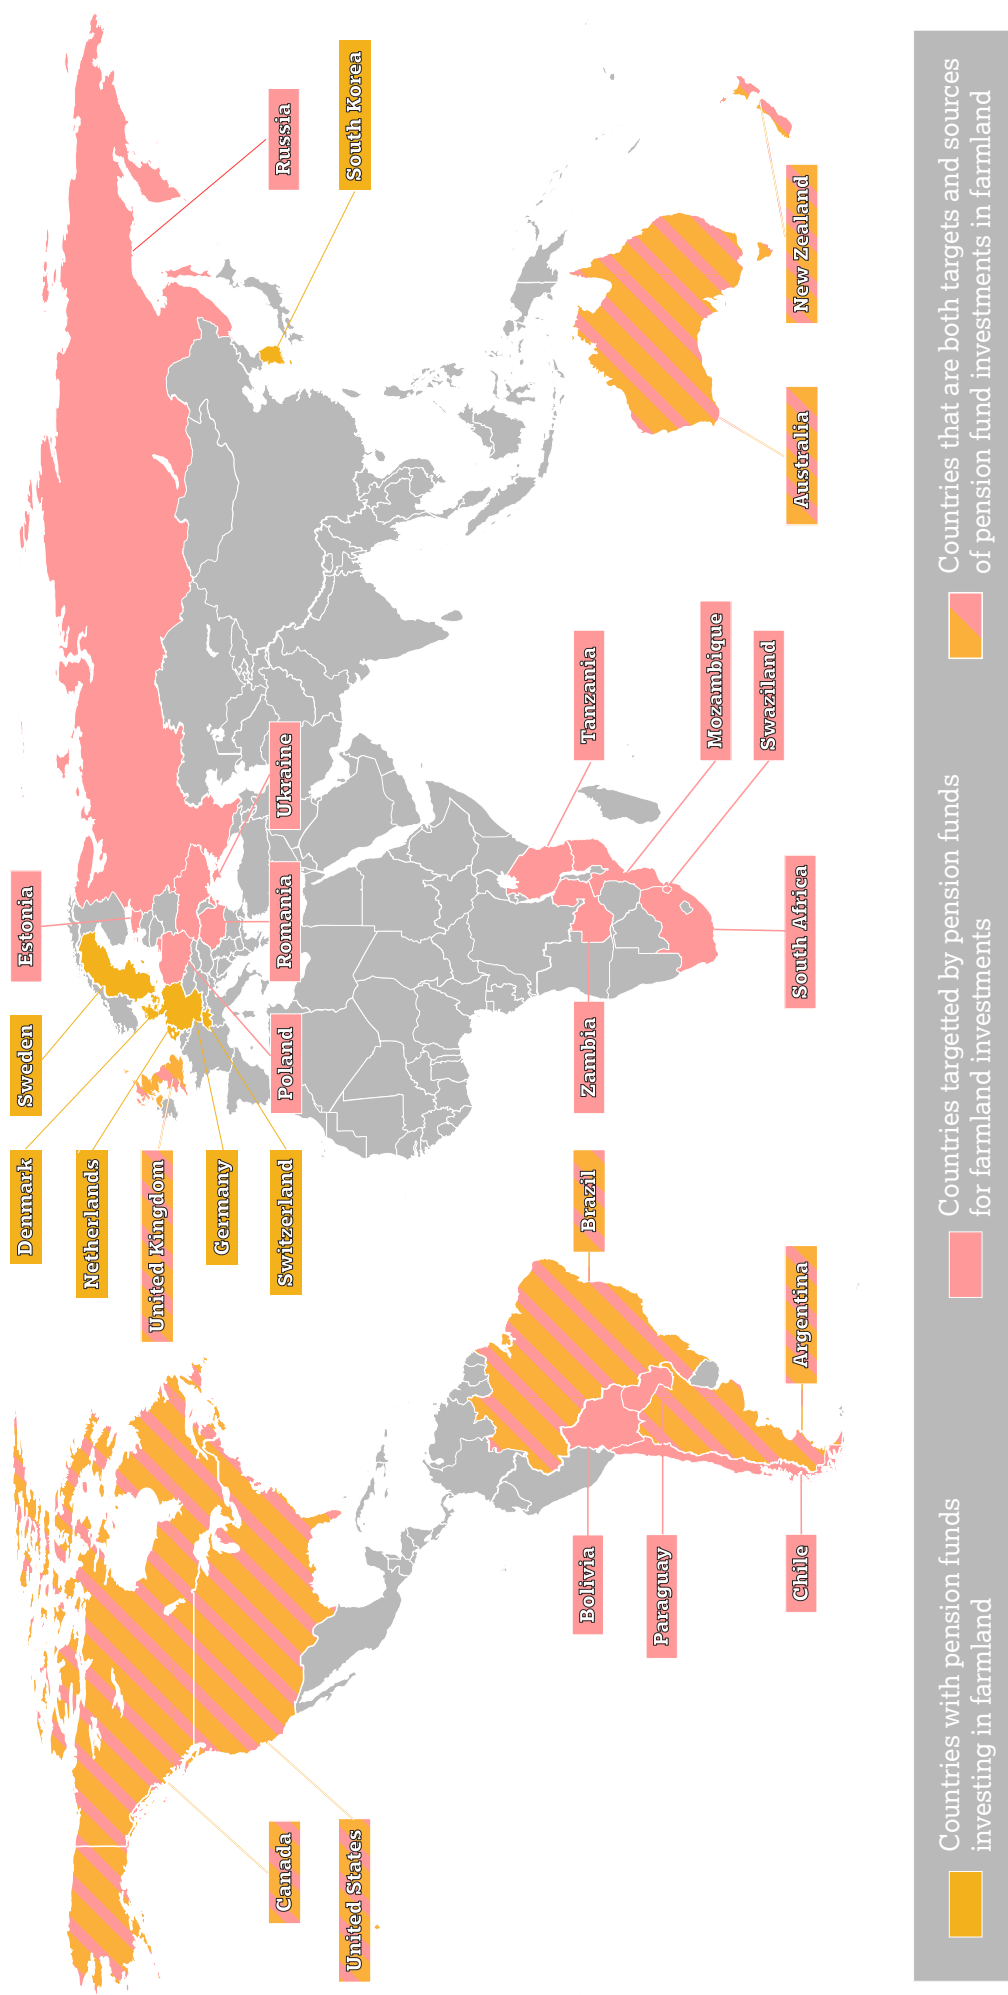 Denmark
Sweden
Estonia
Netherlands
United Kingdom
Germany
Canada
Switzerland
Poland
Romania
Ukraine
Russia
United States
South Korea
Bolivia
Brazil
Zambia
Tanzania
Paraguay
Mozambique
Swaziland
Chile
Argentina
South Africa
Australia
New Zealand
Countries with pension funds
investing in farmland
Countries targetted by pension funds
for farmland investments
Countries that are both targets and sources
of pension fund investments in farmland